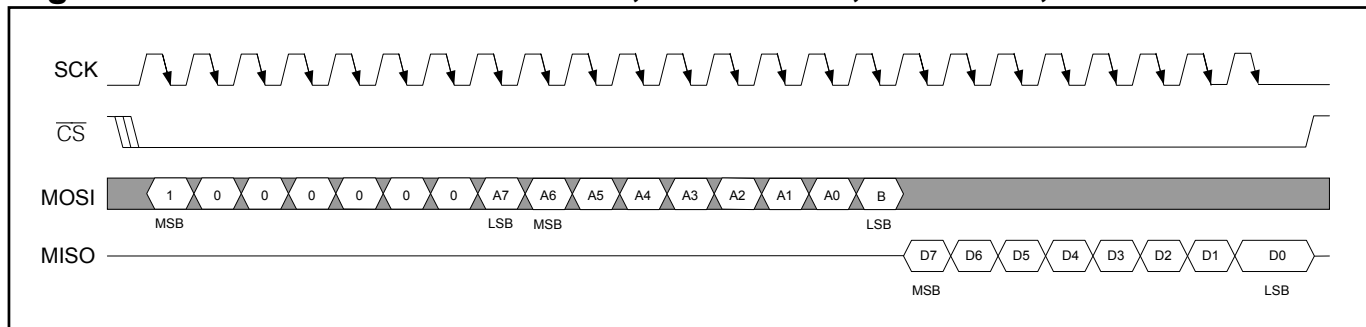 SCK
CS
MOSI 1 0 0 0 0 0 0 A7 A6 A5 A4 A3 A2 A1 A0 B
MSB LSB MSB LSB
MISO D7 D6 D5 D4 D3 D2 D1 D0
MSB LSB